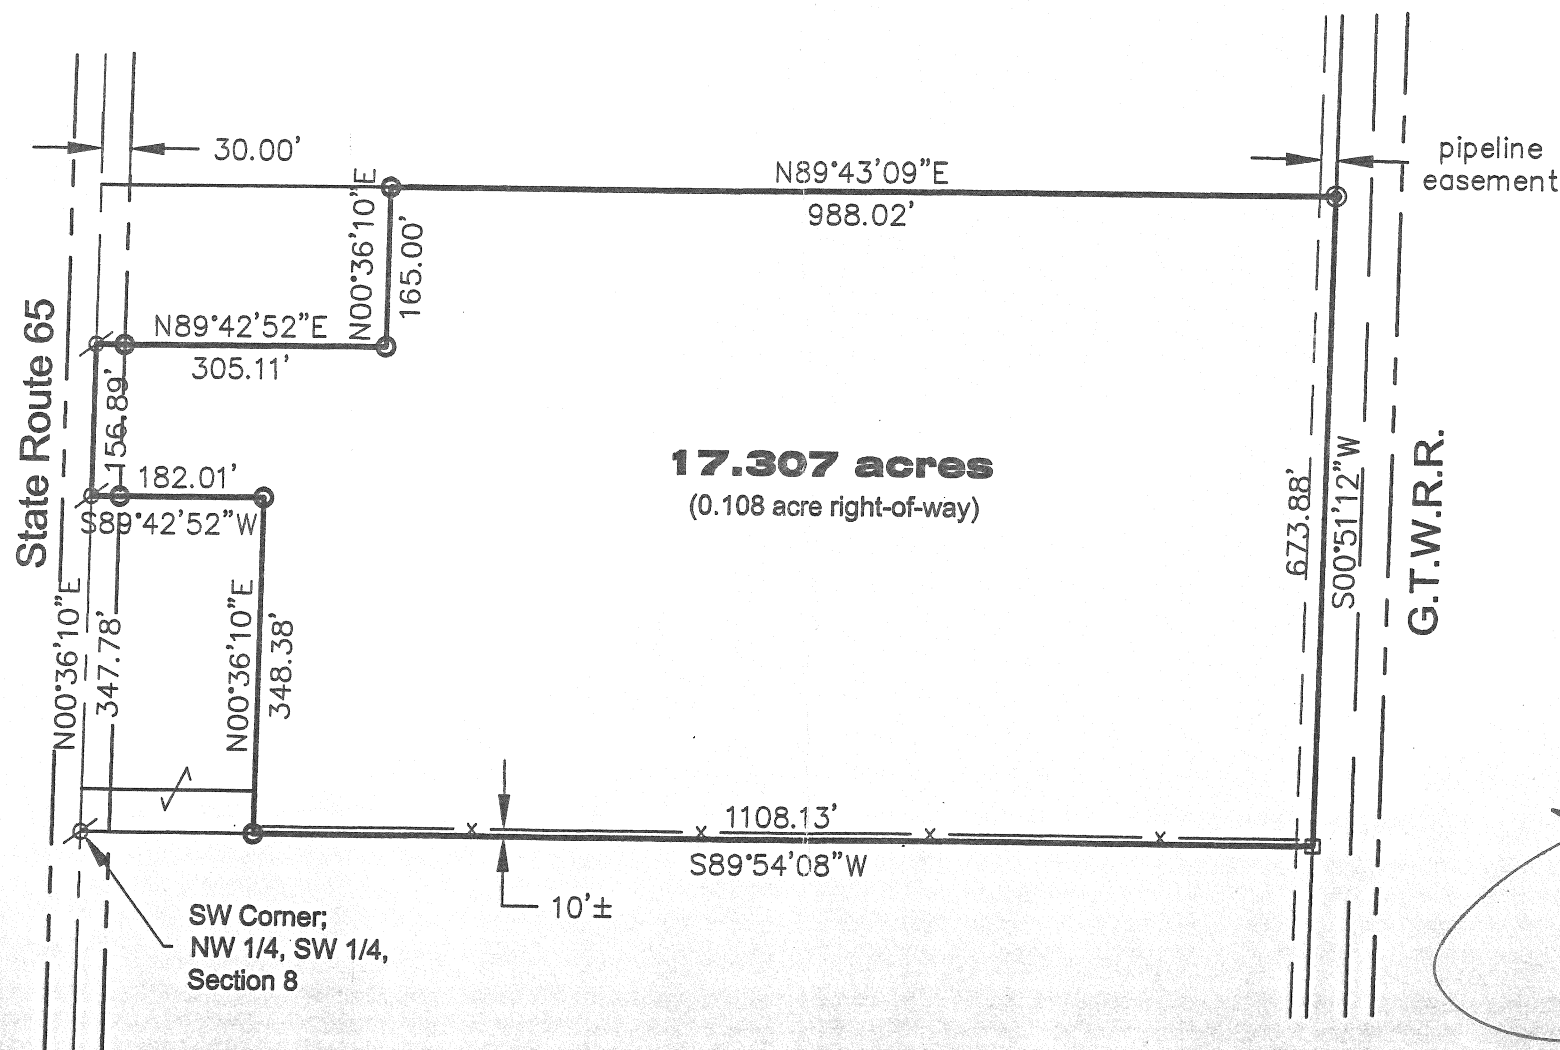 30.00'
N89°43'09"E
988.02'
pipeline
easement
N00°36'10"E
165.00'
N89°42'52"E
305.11'
State Route 65
156.89'
182.01'
S89°42'52"W
17.307 acres
(0.108 acre right-of-way)
673.88'
S00°51'12"W
G.T.W.R.R.
N00°36'10"E
347.78'
N00°36'10"E
348.38'
x x x x
1108.13'
S89°54'08"W
10'±
SW Corner;
NW 1/4, SW 1/4,
Section 8